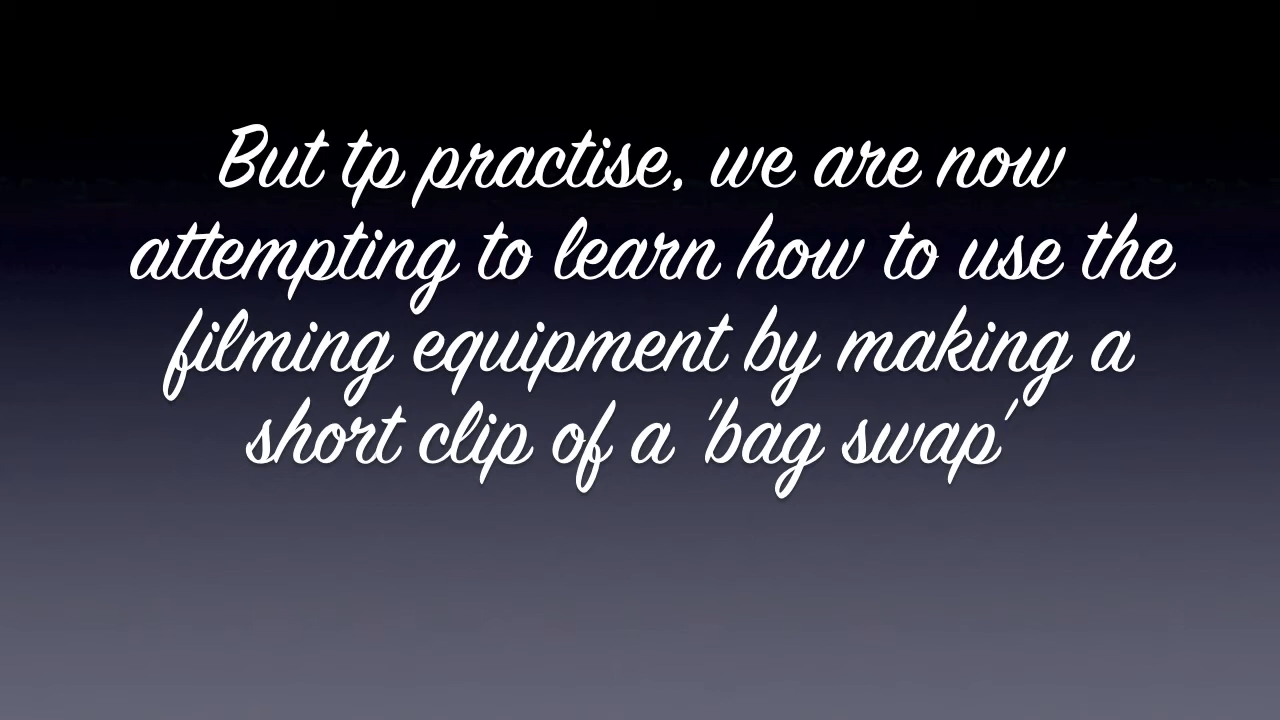 But tp practise, we are now
attempting to learn how to use the
filming equipment by making a
short clip of a 'bag swap'